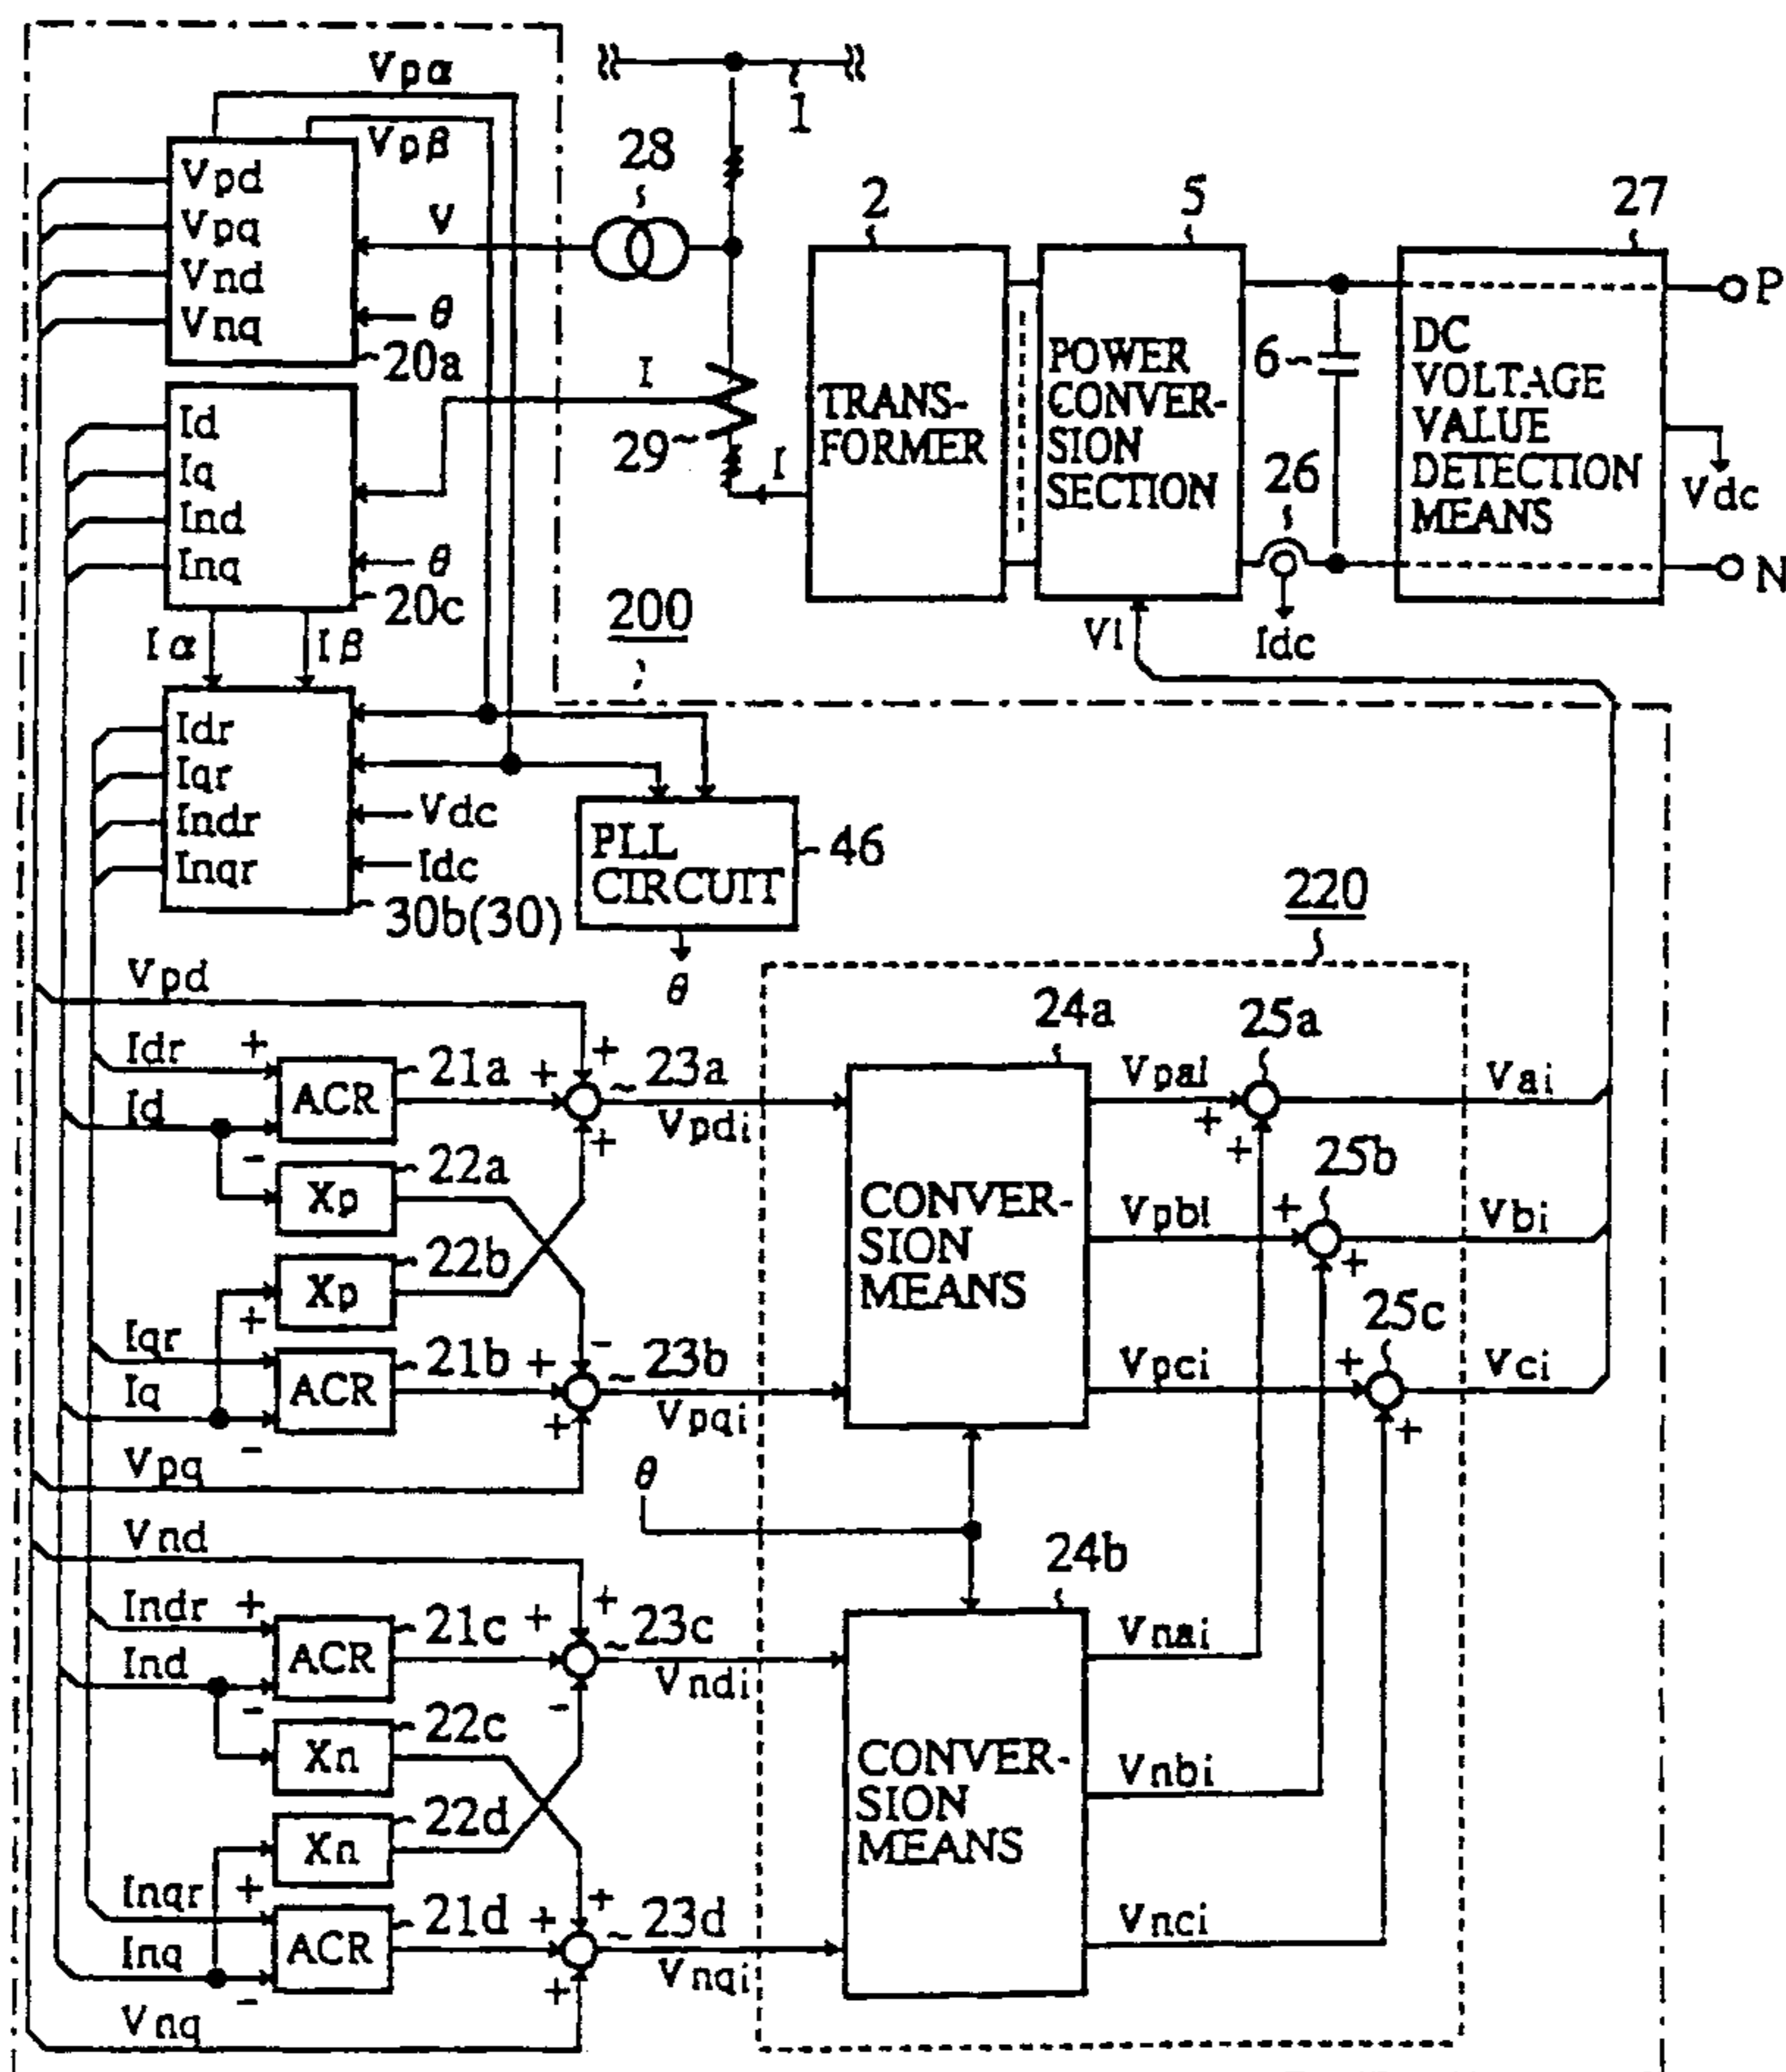 Vpα
Vpβ
1
28
V
Vpd
Vpq
Vnd
Vnq
θ
20a
2
5
27
P
TRANS-
FORMER
POWER
CONVER-
SION
SECTION
6
DC
VOLTAGE
VALUE
DETECTION
MEANS
Vdc
N
26
Idc
VI
I
29
I
Id
Iq
Ind
Inq
θ
20c
Iα
Iβ
200
Idr
Iqr
Indr
Inqr
Vdc
Idc
30b(30)
PLL
CIRCUIT
46
θ
220
Vpd
Idr
+
ACR
21a
+
+
23a
Vpdi
Id
-
+
Xp
22a
Xp
22b
+
Iqr
Iq
-
ACR
21b
+
-
23b
Vpqi
+
Vpq
θ
24a
CONVER-
SION
MEANS
VpaI
+
+
25a
Vai
VpbI
+
+
25b
Vbi
Vpci
+
+
25c
Vci
Vnd
Indr
+
ACR
21c
+
+
23c
Vndi
Ind
-
-
Xn
22c
Xn
22d
Inqr
+
Inq
-
ACR
21d
+
+
23d
Vnqi
+
Vnq
24b
CONVER-
SION
MEANS
Vnai
Vnbi
Vnci